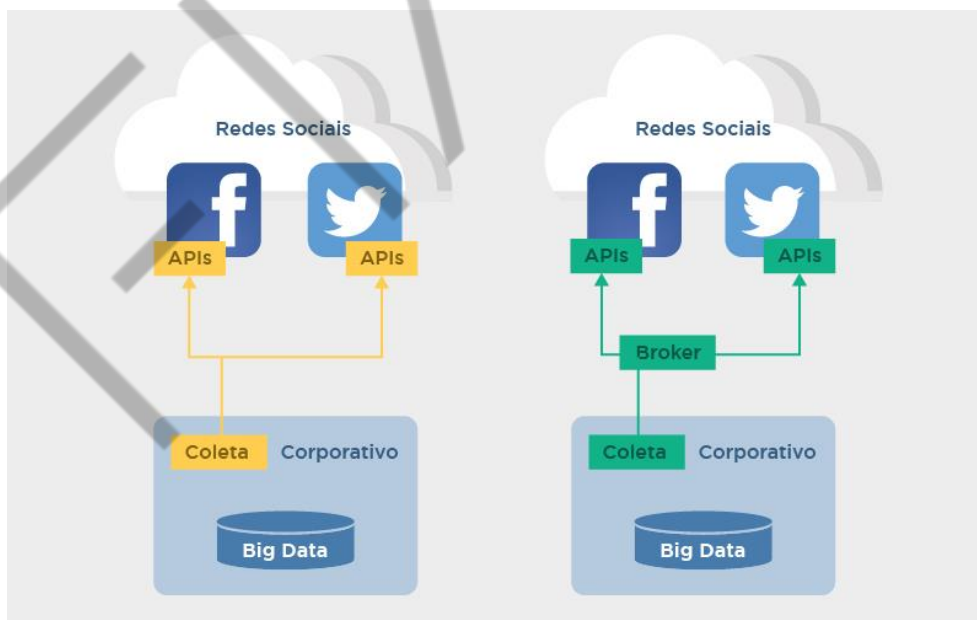 Redes Sociais
APIs
APIs
Coleta
Corporativo
Big Data
Redes Sociais
APIs
APIs
Broker
Coleta
Corporativo
Big Data